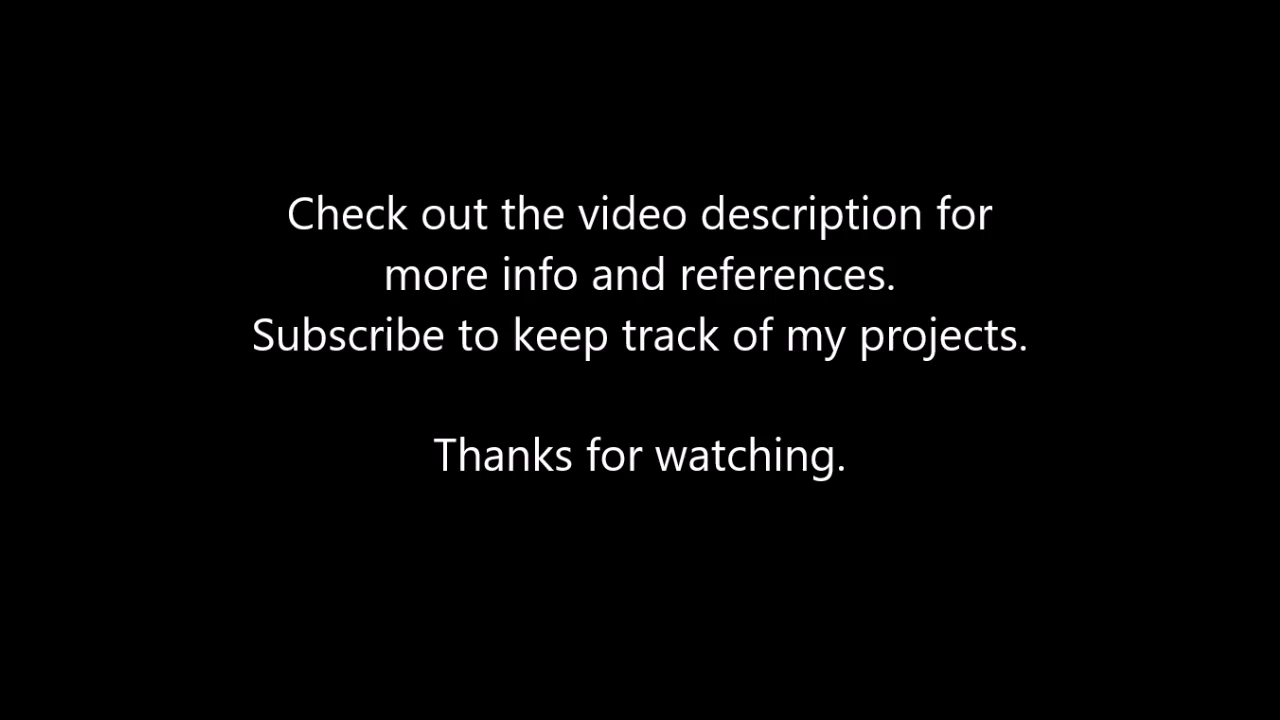 Check out the video description for
more info and references.
Subscribe to keep track of my projects.
Thanks for watching.